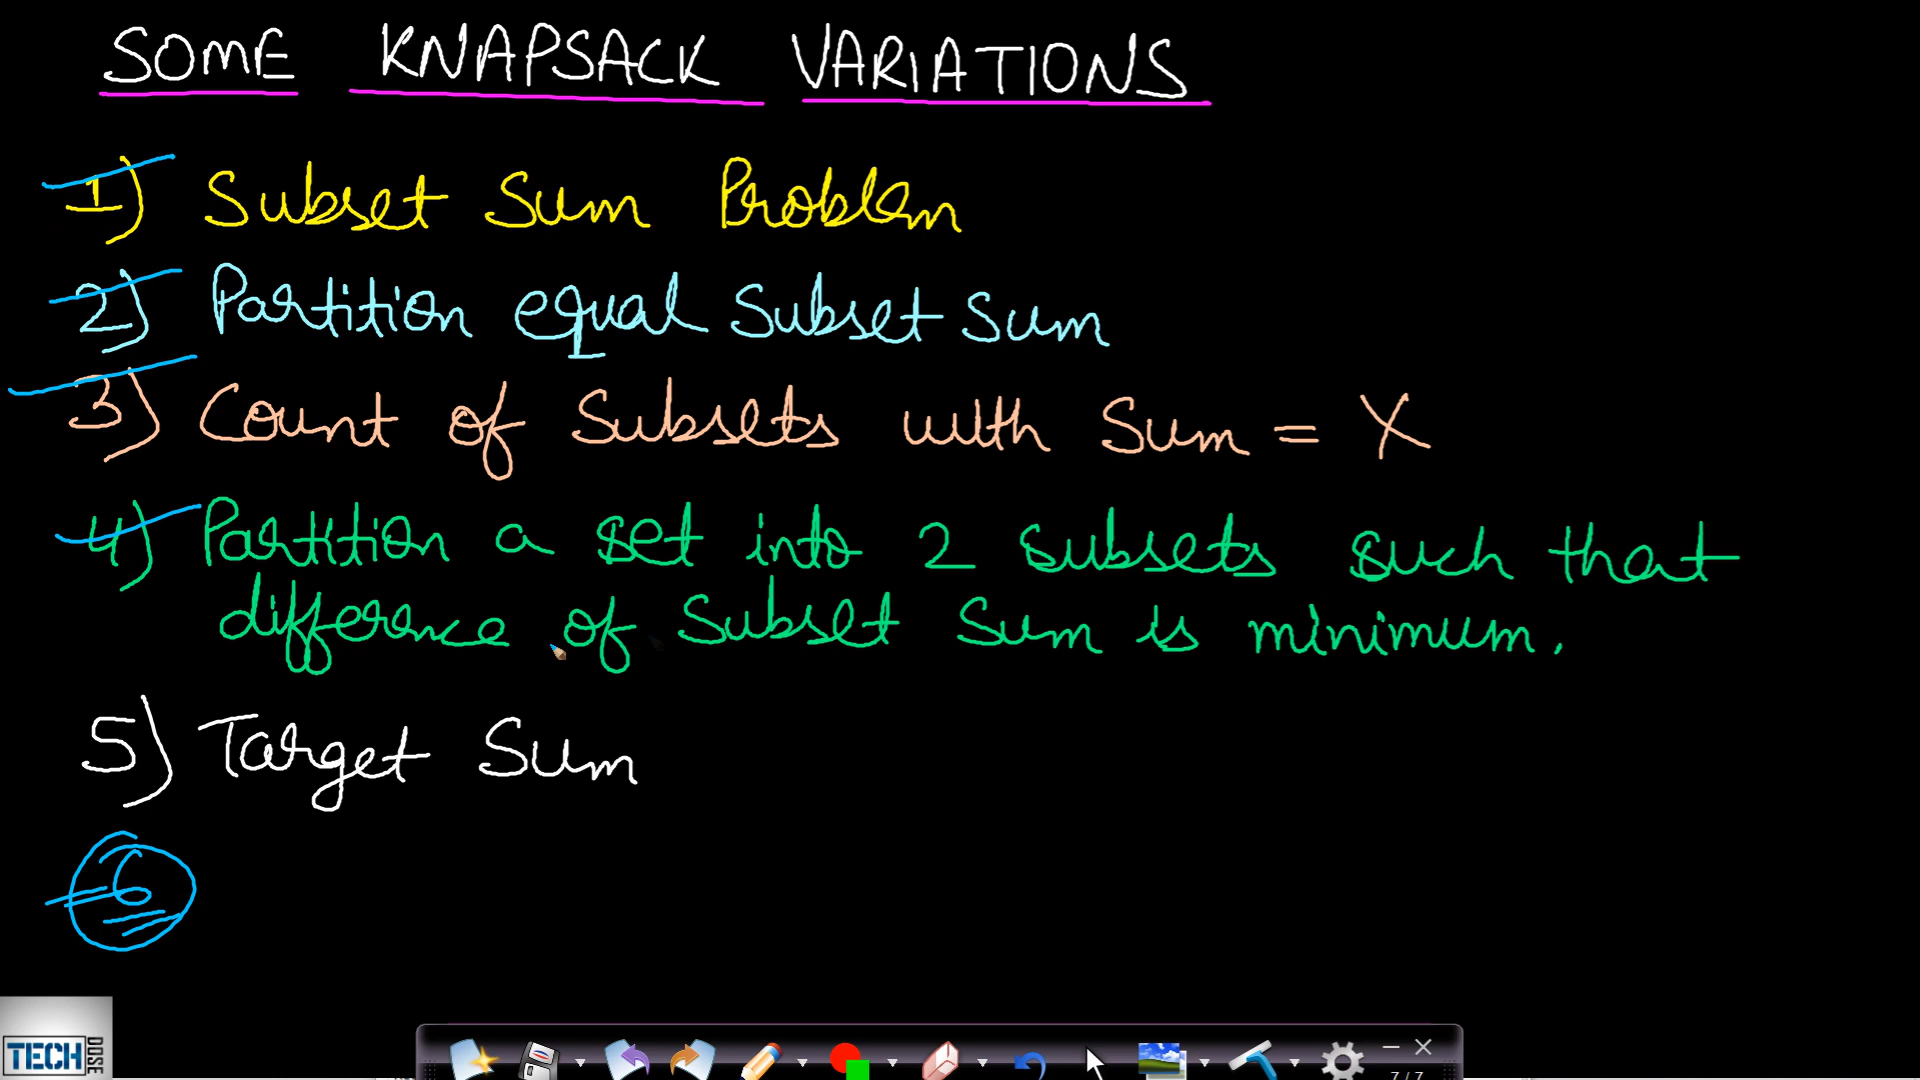 SOME KNAPSACK VARIATIONS
1) Subset Sum Problem
2) Partition equal Subset Sum
3) Count of Subsets with Sum = X
4) Partition a set into 2 subsets such that
difference of Subset Sum is minimum.
5) Target Sum
6
TECH DOSE
7/7